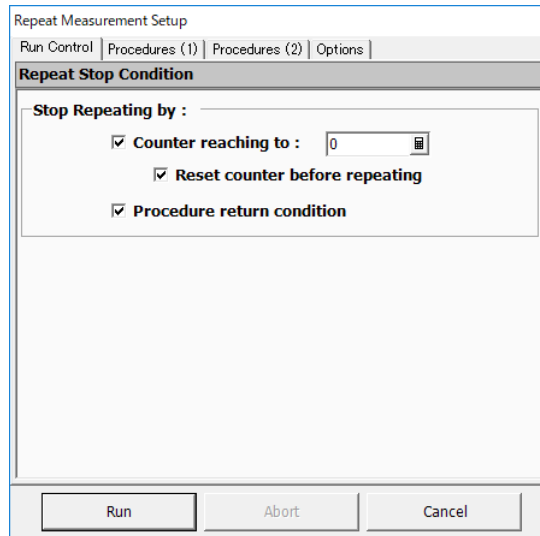 Repeat Measurement Setup
Run Control Procedures (1) Procedures (2) Options
Repeat Stop Condition
Stop Repeating by :
Counter reaching to : 0
Reset counter before repeating
Procedure return condition
Run Abort Cancel